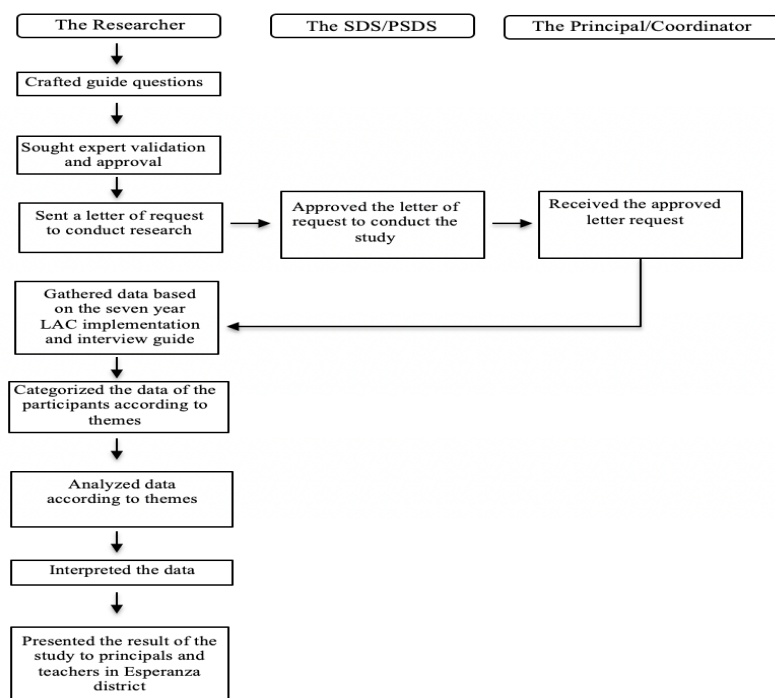 The Researcher
The SDS/PSDS
The Principal/Coordinator
Crafted guide questions
Sought expert validation
and approval
Sent a letter of request
to conduct research
Approved the letter of
request to conduct the
study
Received the approved
letter request
Gathered data based
on the seven year
LAC implementation
and interview guide
Categorized the data of the
participants according to
themes
Analyzed data
according to themes
Interpreted the data
Presented the result of the
study to principals and
teachers in Esperanza
district